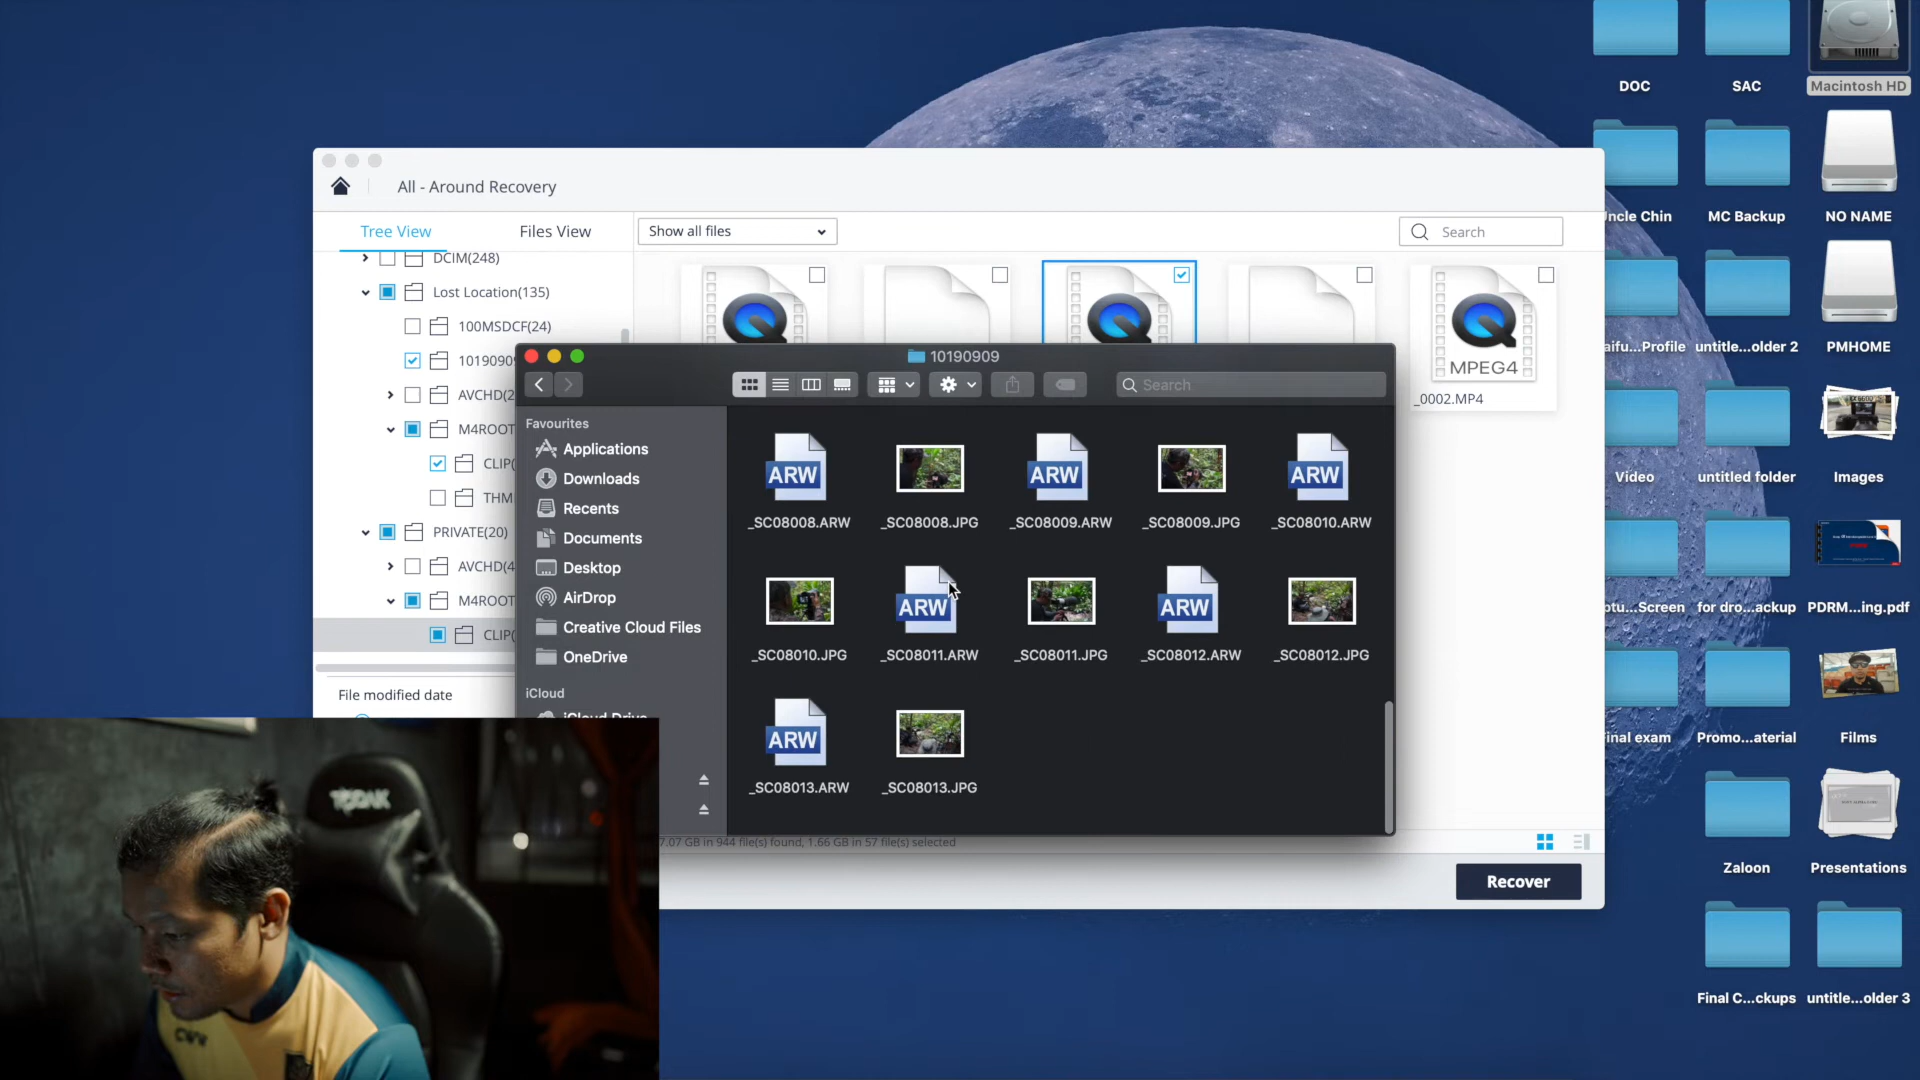 DOC
SAC
Macintosh HD
All - Around Recovery
Tree View
Files View
Show all files
Search
Uncle Chin
MC Backup
NO NAME
DCIM(248)
Lost Location(135)
100MSDCF(24)
10190909
AVCHD(2
M4ROOT
CLIP(
THM
PRIVATE(20)
AVCHD(4
M4ROOT
CLIP(
File modified date
MPEG4
_0002.MP4
10190909
Search
Favourites
Applications
Downloads
Recents
Documents
Desktop
AirDrop
Creative Cloud Files
OneDrive
iCloud
iCloud Drive
ARW
ARW
ARW
_SC08008.ARW
_SC08008.JPG
_SC08009.ARW
_SC08009.JPG
_SC08010.ARW
ARW
ARW
_SC08010.JPG
_SC08011.ARW
_SC08011.JPG
_SC08012.ARW
_SC08012.JPG
ARW
_SC08013.ARW
_SC08013.JPG
7.07 GB in 944 file(s) found, 1.66 GB in 57 file(s) selected
Recover
aifu...Profile
untitle...older 2
PMHOME
Video
untitled folder
Images
otu...Screen
for dro...ackup
PDRM...ing.pdf
inal exam
Promo...aterial
Films
Zaloon
Presentations
Final C...ckups
untitle...older 3
TODAK